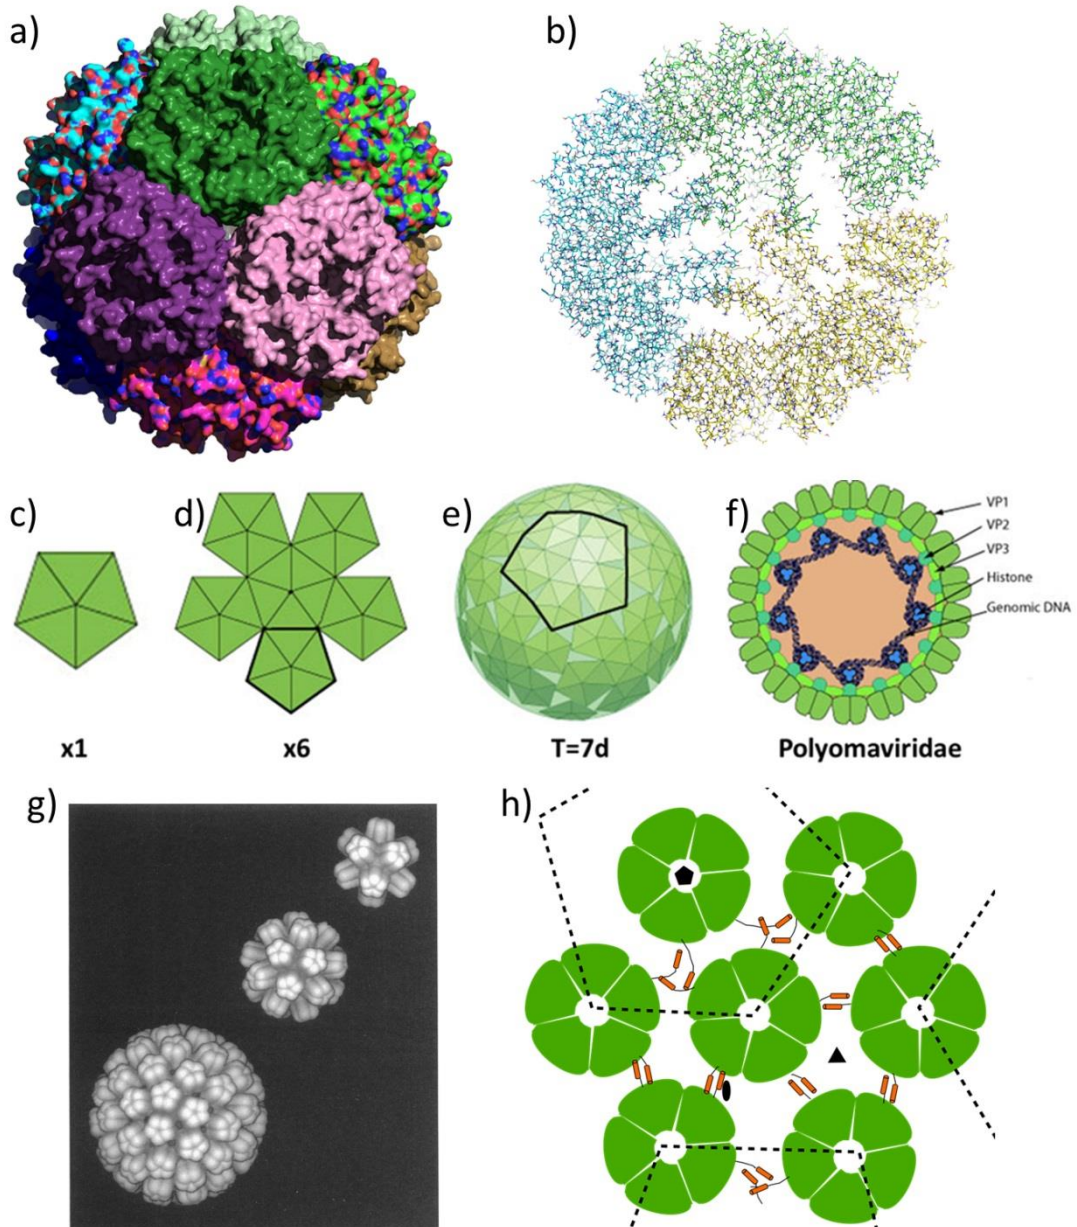 a)
b)
c)
d)
e)
f)
VP1
VP2
VP3
Histone
Genomic DNA
x1
x6
T=7d
Polyomaviridae
g)
h)